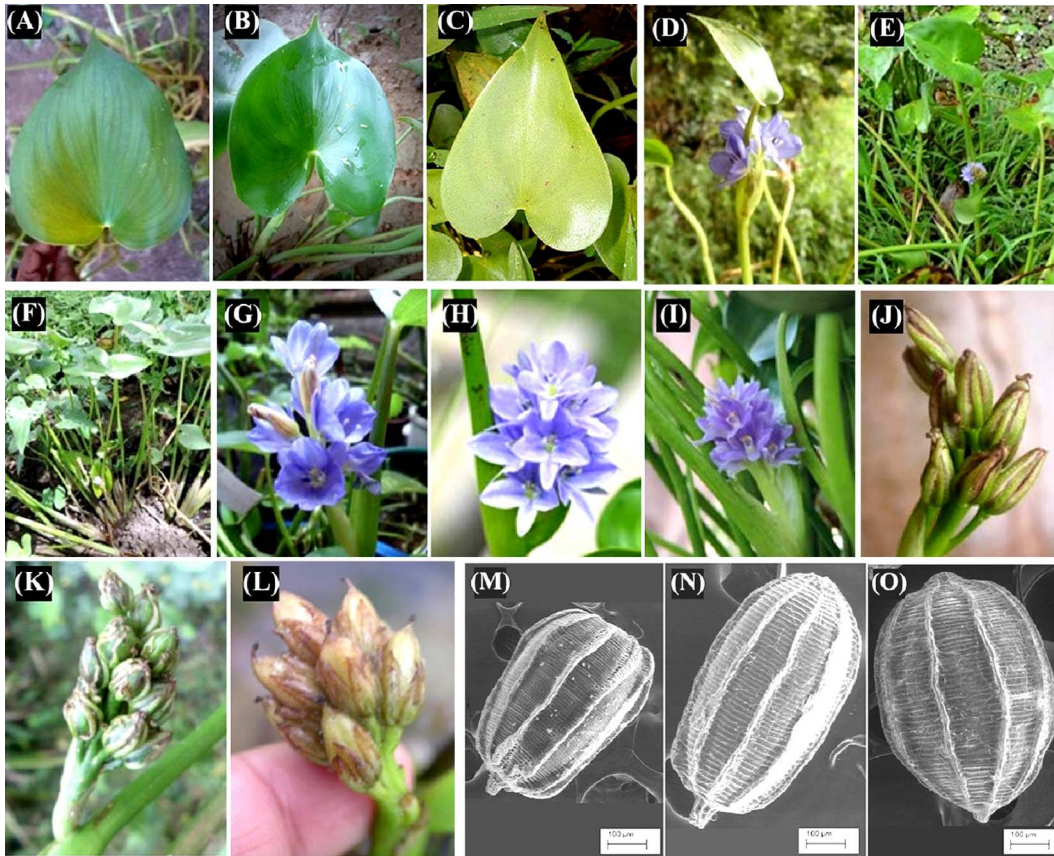 (A)
(B)
(C)
(D)
(E)
(F)
(G)
(H)
(I)
(J)
(K)
(L)
(M)
(N)
(O)
100 µm
100 µm
100 µm